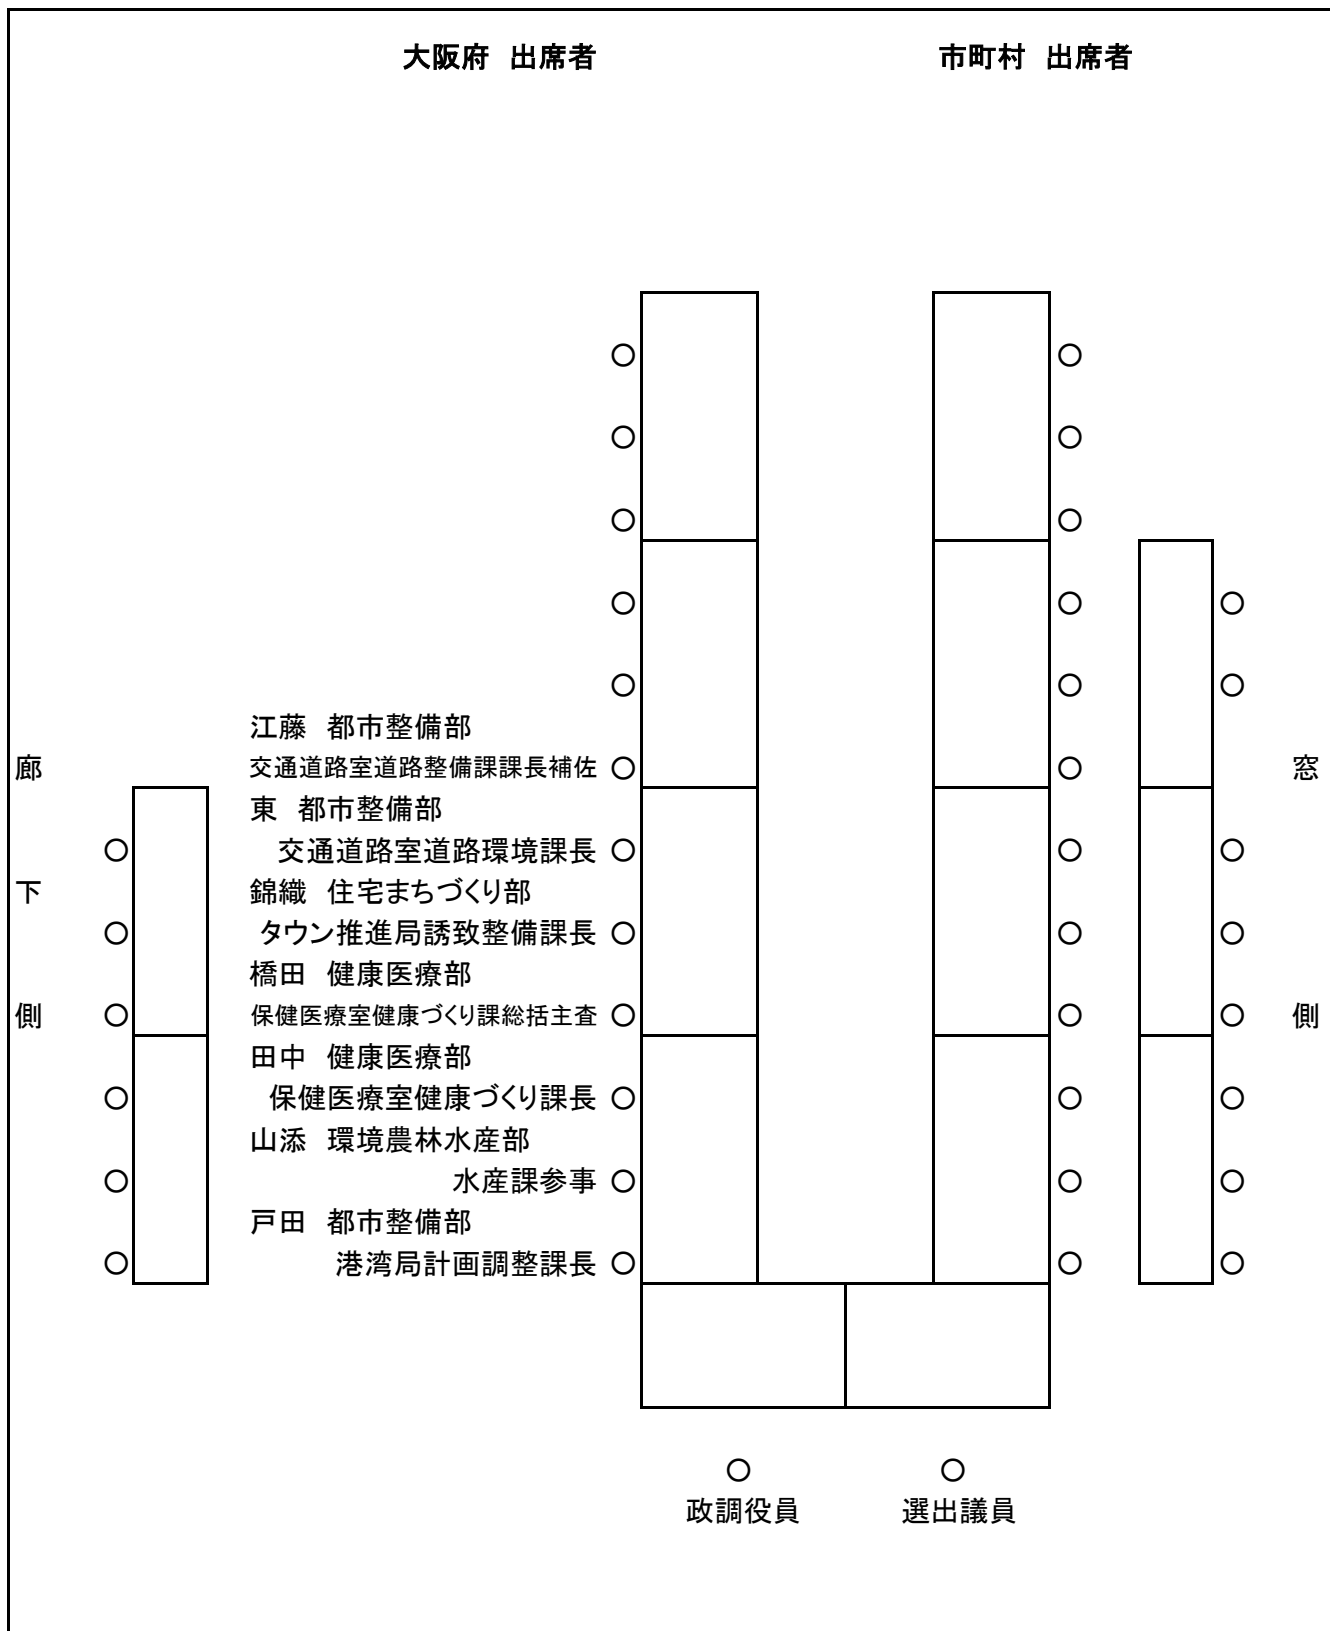 大阪府 出席者
市町村 出席者
江藤 都市整備部
交通道路室道路整備課課長補佐 ○
東 都市整備部
交通道路室道路環境課長 ○
錦織 住宅まちづくり部
タウン推進局誘致整備課長 ○
橋田 健康医療部
保健医療室健康づくり課総括主査 ○
田中 健康医療部
保健医療室健康づくり課長 ○
山添 環境農林水産部
水産課参事 ○
戸田 都市整備部
港湾局計画調整課長 ○
廊下側
窓側
政調役員
選出議員